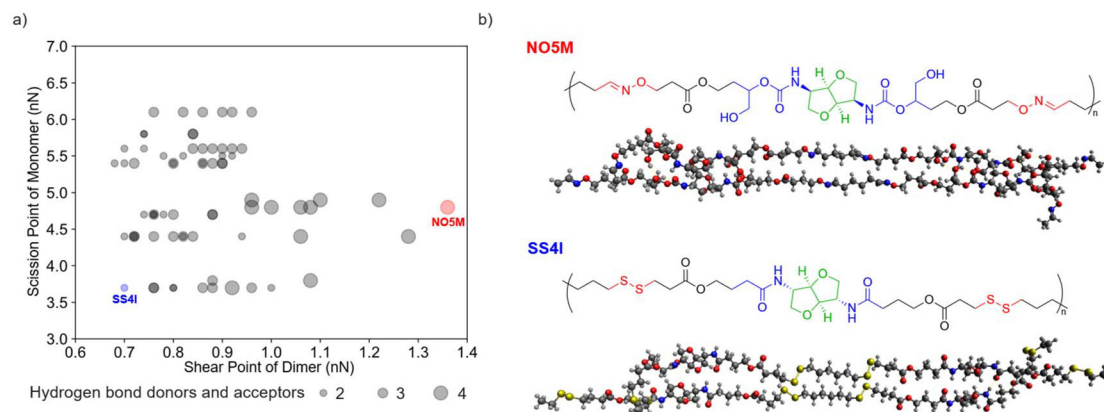 a)
7.0
6.5
6.0
5.5
5.0
4.5
4.0
3.5
3.0
Scission Point of Monomer (nN)
NO5M
SS4I
0.6 0.7 0.8 0.9 1.0 1.1 1.2 1.3 1.4
Shear Point of Dimer (nN)
Hydrogen bond donors and acceptors 2 3 4
b)
NO5M
N O O O O O H N H O O H N H O O OH O O O N
HO O n
SS4I
S S O O O H N H O O H N H O O O S S
n